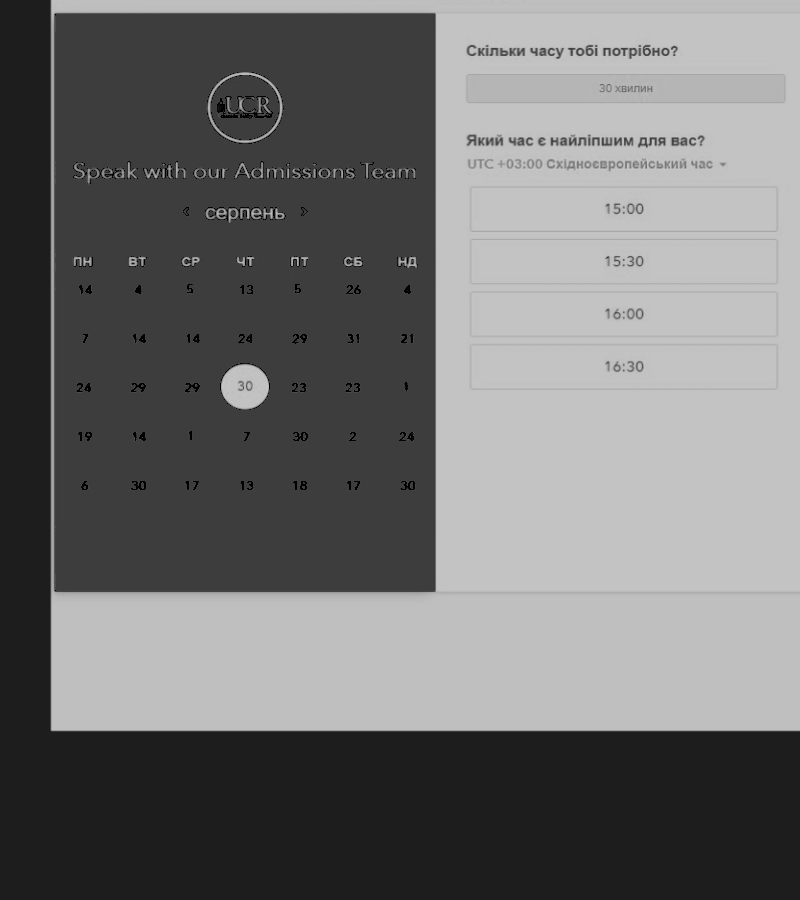 UCR
Speak with our Admissions Team
серпень
ПН ВТ СР ЧТ ПТ СБ НД
14 4 5 13 5 26 4
7 14 14 24 29 31 21
24 29 29 30 23 23 1
19 14 1 7 30 2 24
6 30 17 13 18 17 30
Скільки часу тобі потрібно?
30 хвилин
Який час є найліпшим для вас?
UTC +03:00 Східноєвропейський час
15:00
15:30
16:00
16:30